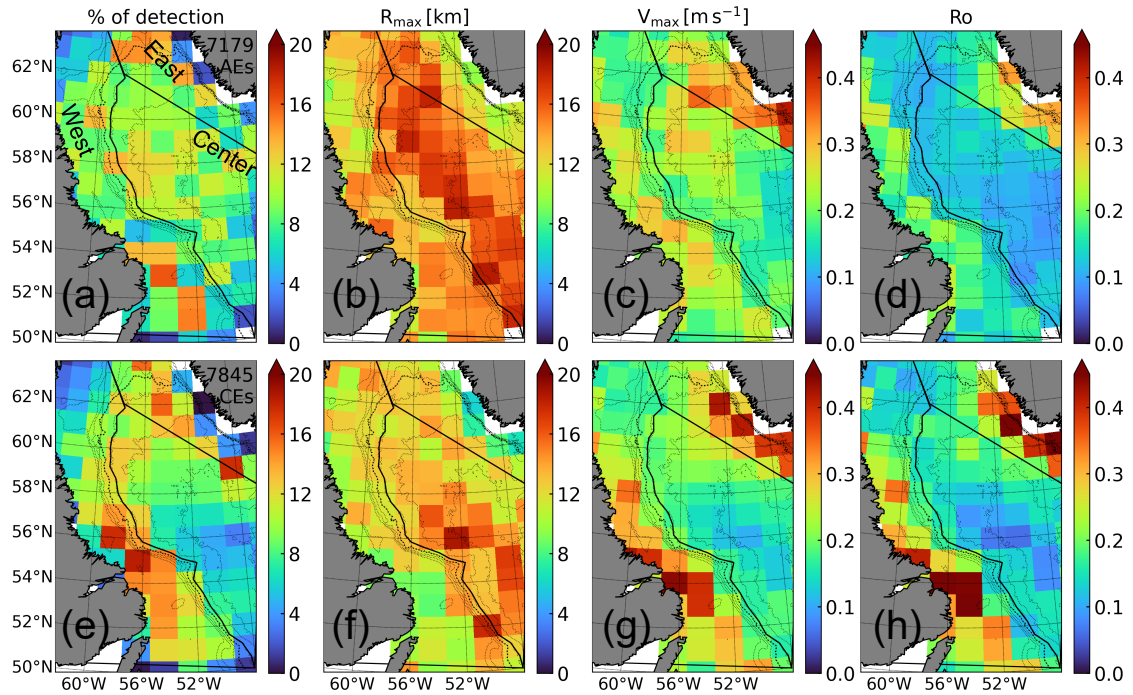 % of detection
R_max [km]
V_max [m s⁻¹]
Ro
7179
AEs
East
West
Center
62°N
60°N
58°N
56°N
54°N
52°N
50°N
(a)
20
16
12
8
4
0
(b)
20
16
12
8
4
0
(c)
0.4
0.3
0.2
0.1
0.0
(d)
0.4
0.3
0.2
0.1
0.0
7845
CEs
62°N
60°N
58°N
56°N
54°N
52°N
50°N
(e)
20
16
12
8
4
0
(f)
20
16
12
8
4
0
(g)
0.4
0.3
0.2
0.1
0.0
(h)
0.4
0.3
0.2
0.1
0.0
60°W 56°W 52°W
60°W 56°W 52°W
60°W 56°W 52°W
60°W 56°W 52°W